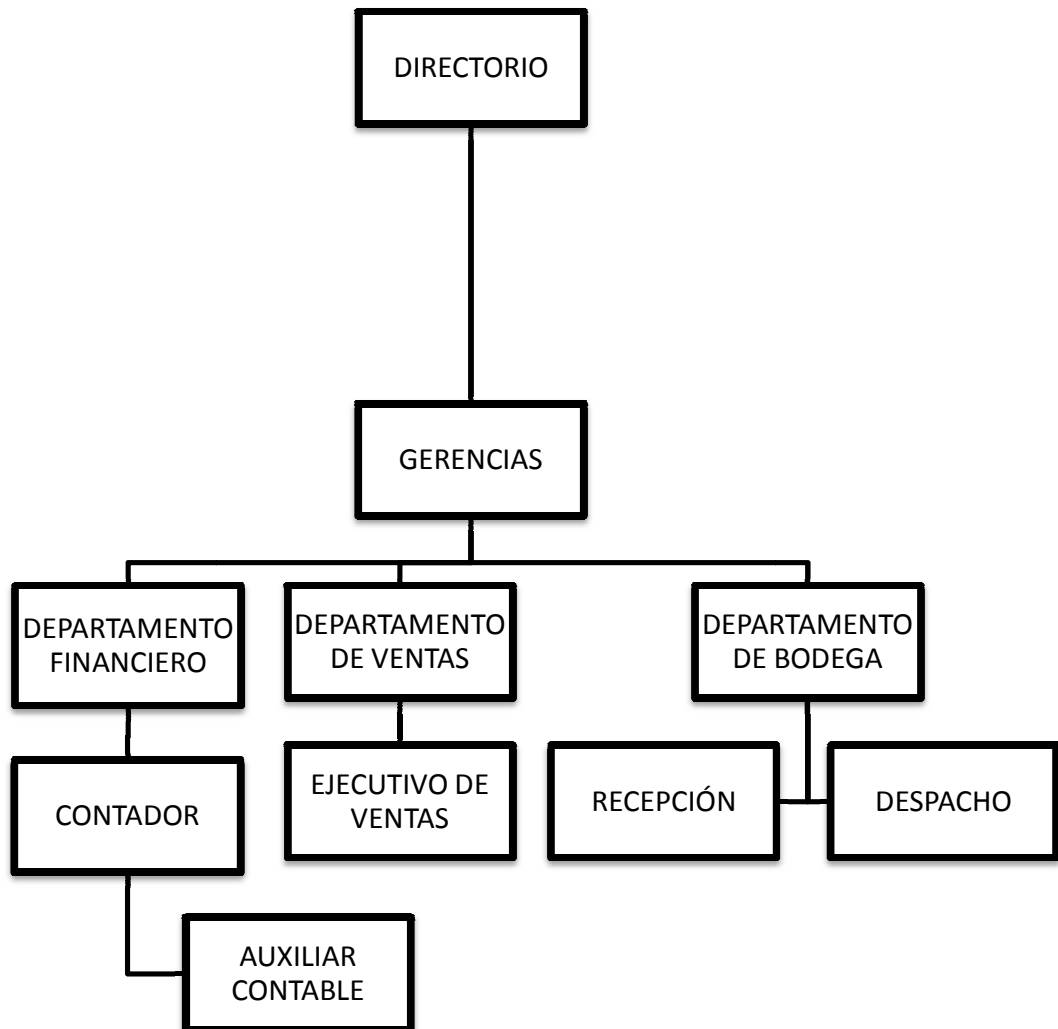 DIRECTORIO
GERENCIAS
DEPARTAMENTO
FINANCIERO
DEPARTAMENTO
DE VENTAS
DEPARTAMENTO
DE BODEGA
CONTADOR
EJECUTIVO DE
VENTAS
RECEPCIÓN
DESPACHO
AUXILIAR
CONTABLE